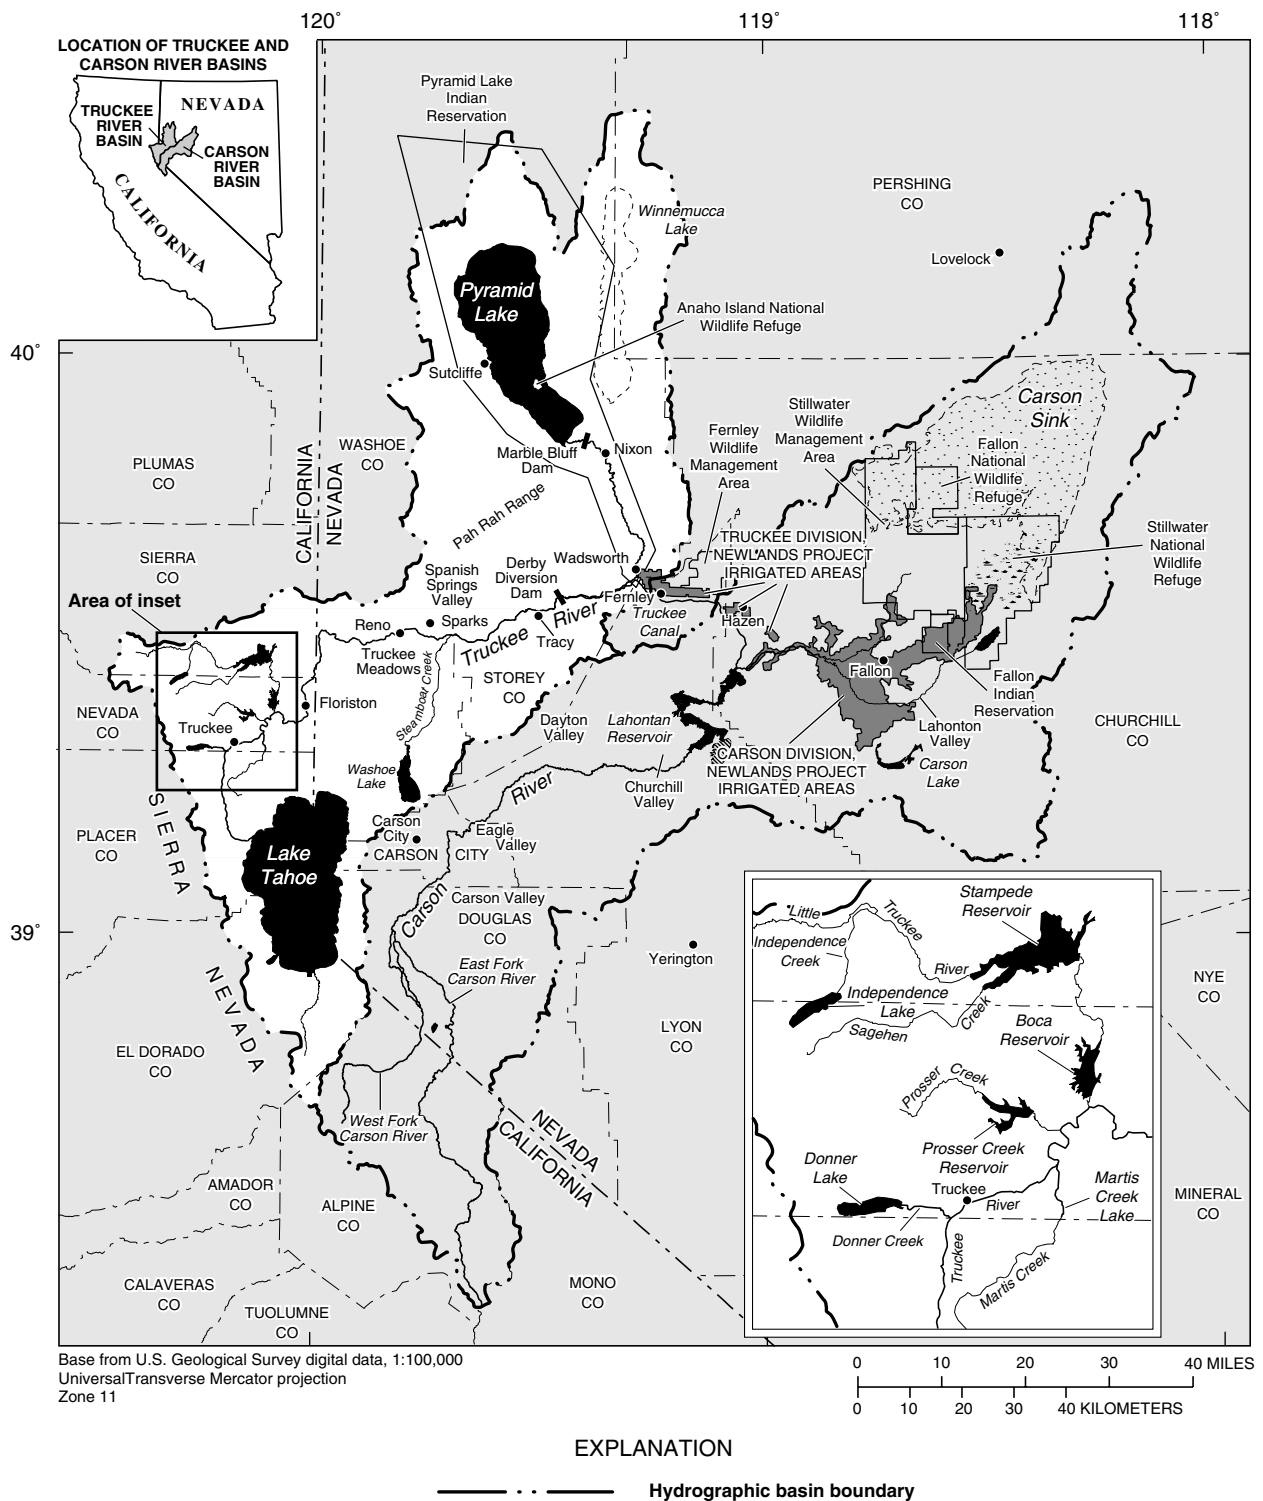 120°
119°
118°
LOCATION OF TRUCKEE AND
CARSON RIVER BASINS
NEVADA
TRUCKEE
RIVER
BASIN
CARSON
RIVER
BASIN
CALIFORNIA
Pyramid Lake
Indian
Reservation
Winnemucca
Lake
PERSHING
CO
Lovelock
Pyramid
Lake
Anaho Island National
Wildlife Refuge
40°
Sutcliffe
Carson
Sink
Stillwater
Wildlife
Management
Area
Fernley
Wildlife
Management
Area
Fallon
National
Wildlife
Refuge
WASHOE
CO
CALIFORNIA
NEVADA
PLUMAS
CO
Marble Bluff
Dam
Nixon
Pah Rah Range
Stillwater
National
Wildlife
Refuge
TRUCKEE DIVISION,
NEWLANDS PROJECT
IRRIGATED AREAS
SIERRA
CO
Wadsworth
Derby
Diversion
Dam
Spanish
Springs
Valley
Area of inset
Fernley
Truckee
Canal
Hazen
Reno
Sparks
Truckee River
Tracy
Truckee
Meadows
Steamboat Creek
STOREY
CO
Fallon
Fallon
Indian
Reservation
NEVADA
CO
Floriston
Truckee
Dayton
Valley
Lahontan
Reservoir
Lahonton
Valley
CHURCHILL
CO
Carson
Lake
CARSON DIVISION,
NEWLANDS PROJECT
IRRIGATED AREAS
Washoe
Lake
River
Churchill
Valley
SIERRA
PLACER
CO
Carson
City
Eagle
Valley
CARSON CITY
Lake
Tahoe
Carson
Carson Valley
DOUGLAS
CO
39°
Yerington
East Fork
Carson River
NEVADA
LYON
CO
NYE
CO
EL DORADO
CO
West Fork
Carson River
NEVADA
CALIFORNIA
AMADOR
CO
ALPINE
CO
MINERAL
CO
CALAVERAS
CO
TUOLUMNE
CO
MONO
CO
Stampede
Reservoir
Little Truckee River
Independence
Creek
Independence
Lake
Sagehen Creek
Boca
Reservoir
Prosser Creek
Prosser Creek
Reservoir
Donner
Lake
Truckee
River
Martis
Creek
Lake
Donner Creek
Truckee
Martis Creek
Base from U.S. Geological Survey digital data, 1:100,000
UniversalTransverse Mercator projection
Zone 11
0 10 20 30 40 MILES
0 10 20 30 40 KILOMETERS
EXPLANATION
Hydrographic basin boundary